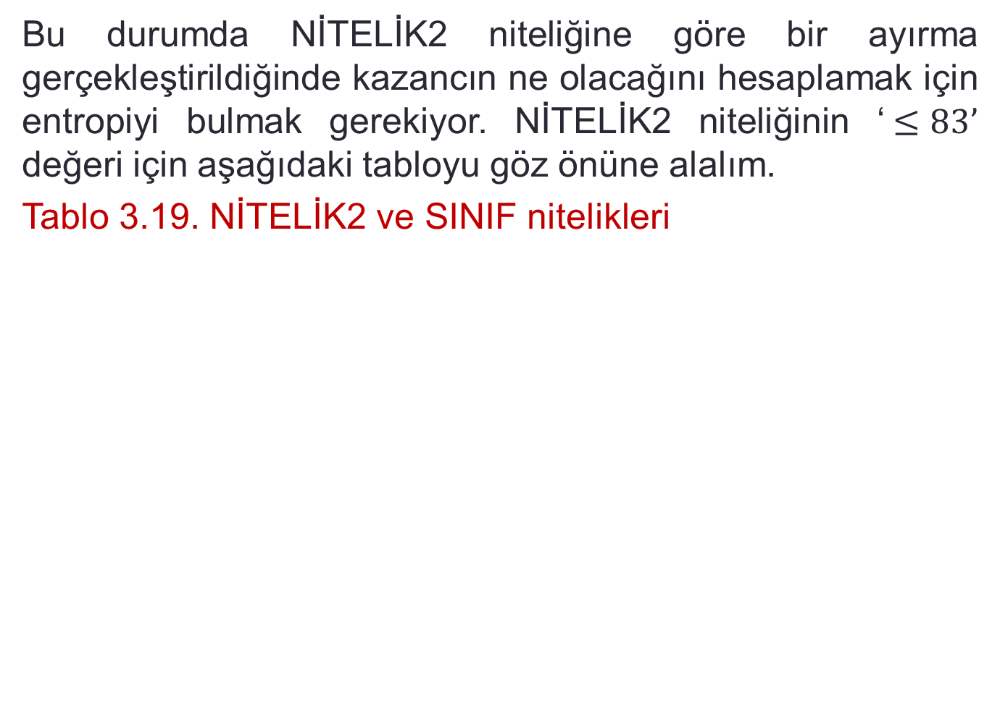 Bu durumda NİTELİK2 niteliğine göre bir ayırma
gerçekleştirildiğinde kazancın ne olacağını hesaplamak için
entropiyi bulmak gerekiyor. NİTELİK2 niteliğinin ‘ ≤ 83’
değeri için aşağıdaki tabloyu göz önüne alalım.
Tablo 3.19. NİTELİK2 ve SINIF nitelikleri